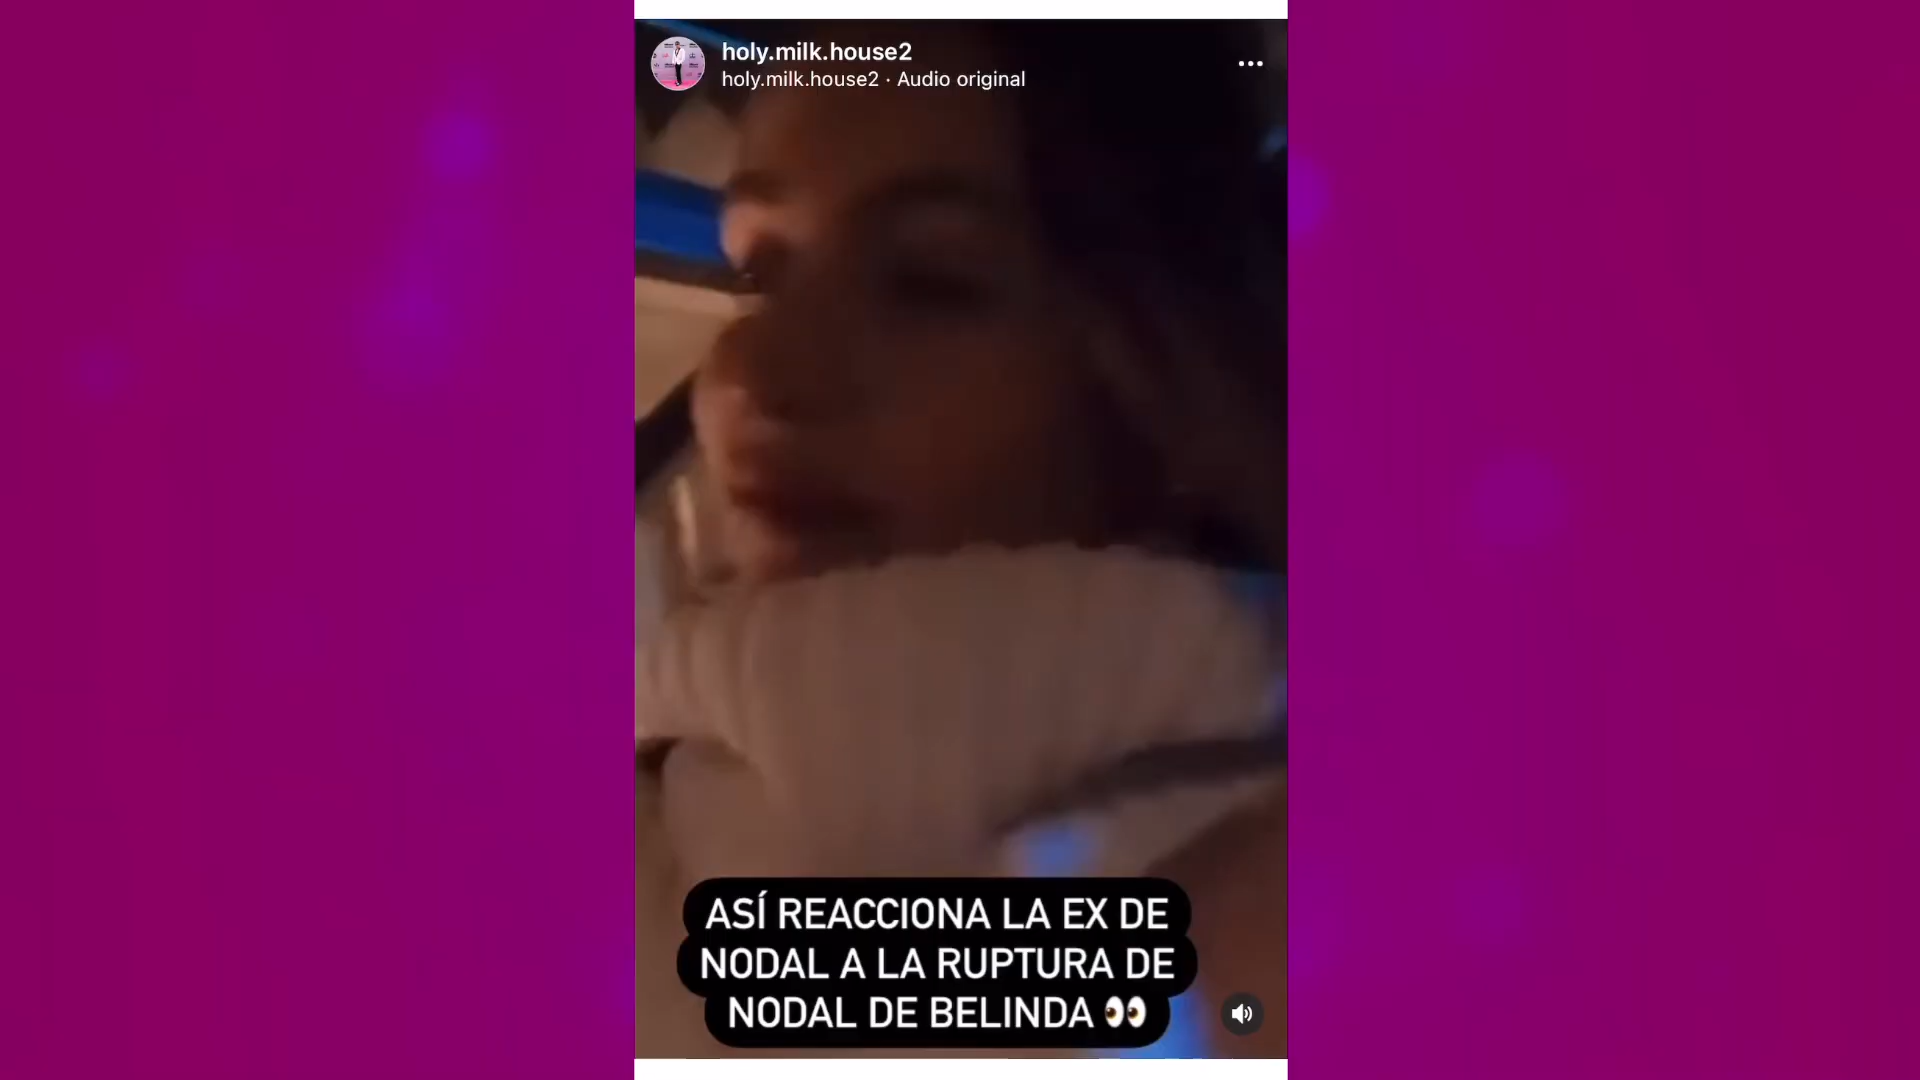 holy.milk.house2
holy.milk.house2 · Audio original
ASÍ REACCIONA LA EX DE
NODAL A LA RUPTURA DE
NODAL DE BELINDA 👀